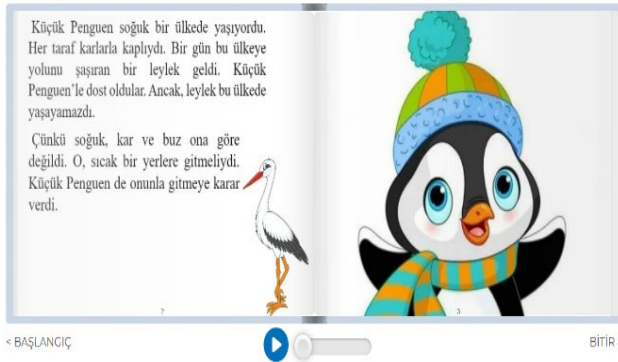 Küçük Penguen soğuk bir ülkede yaşıyordu.
Her taraf karlarla kaplıydı. Bir gün bu ülkeye
yolunu şaşıran bir leylek geldi. Küçük
Penguen'le dost oldular. Ancak, leylek bu ülkede
yaşayamazdı.
Çünkü soğuk, kar ve buz ona göre
değildi. O, sıcak bir yerlere gitmeliydi.
Küçük Penguen de onunla gitmeye karar
verdi.
2
3
< BAŞLANGIÇ
BİTİR